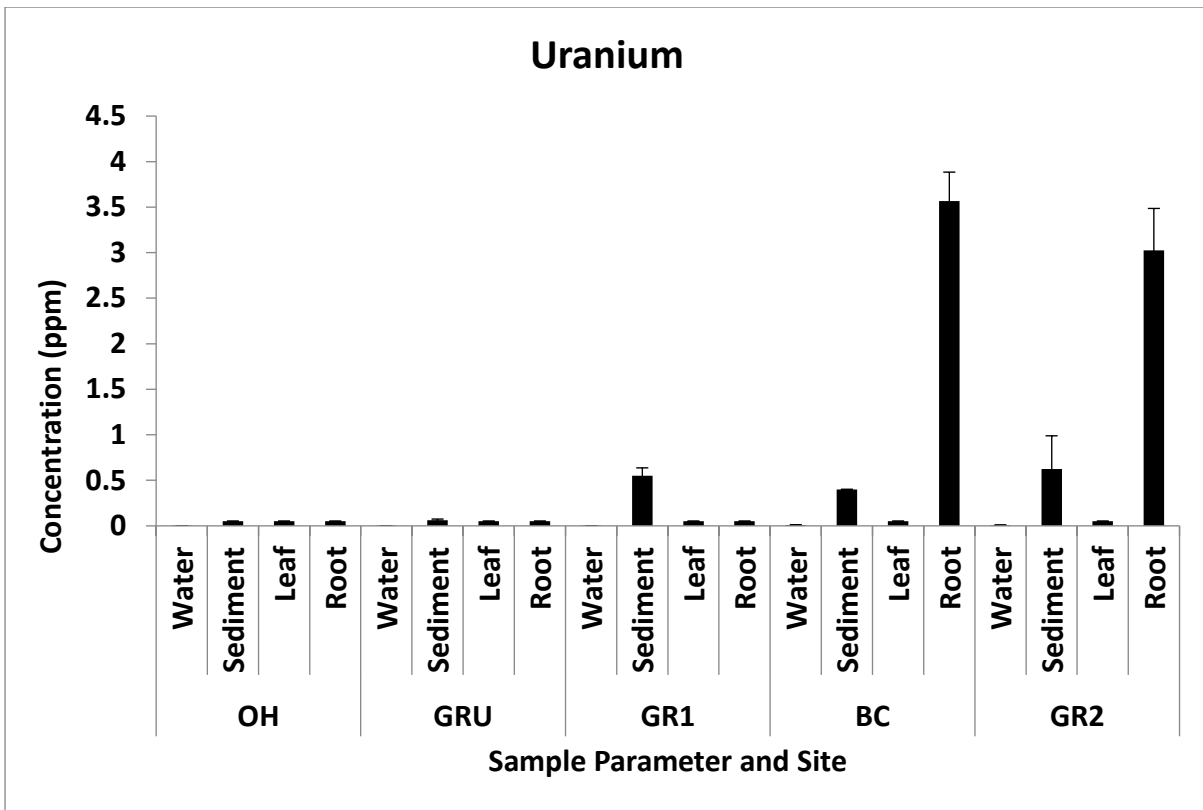 Uranium
Concentration (ppm)
4.5
4
3.5
3
2.5
2
1.5
1
0.5
0
Water Sediment Leaf Root Water Sediment Leaf Root Water Sediment Leaf Root Water Sediment Leaf Root Water Sediment Leaf Root
OH GRU GR1 BC GR2
Sample Parameter and Site